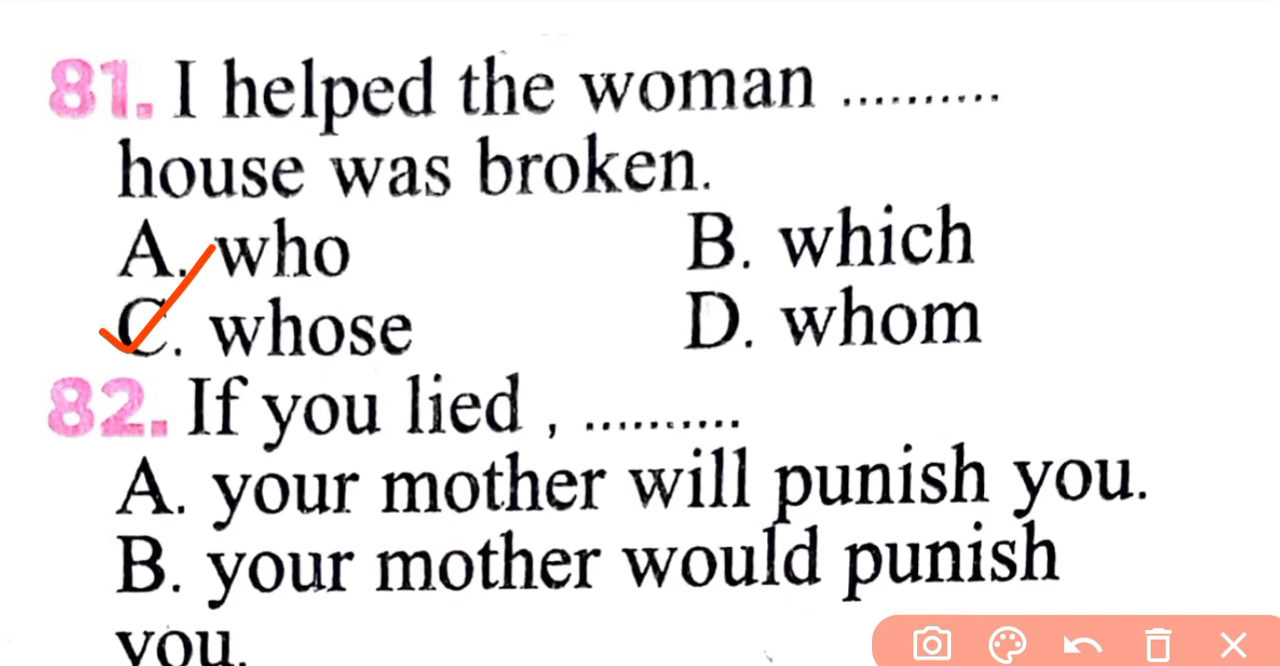 81. I helped the woman ..........
house was broken.
A. who B. which
C. whose D. whom
82. If you lied , ..........
A. your mother will punish you.
B. your mother would punish
you.